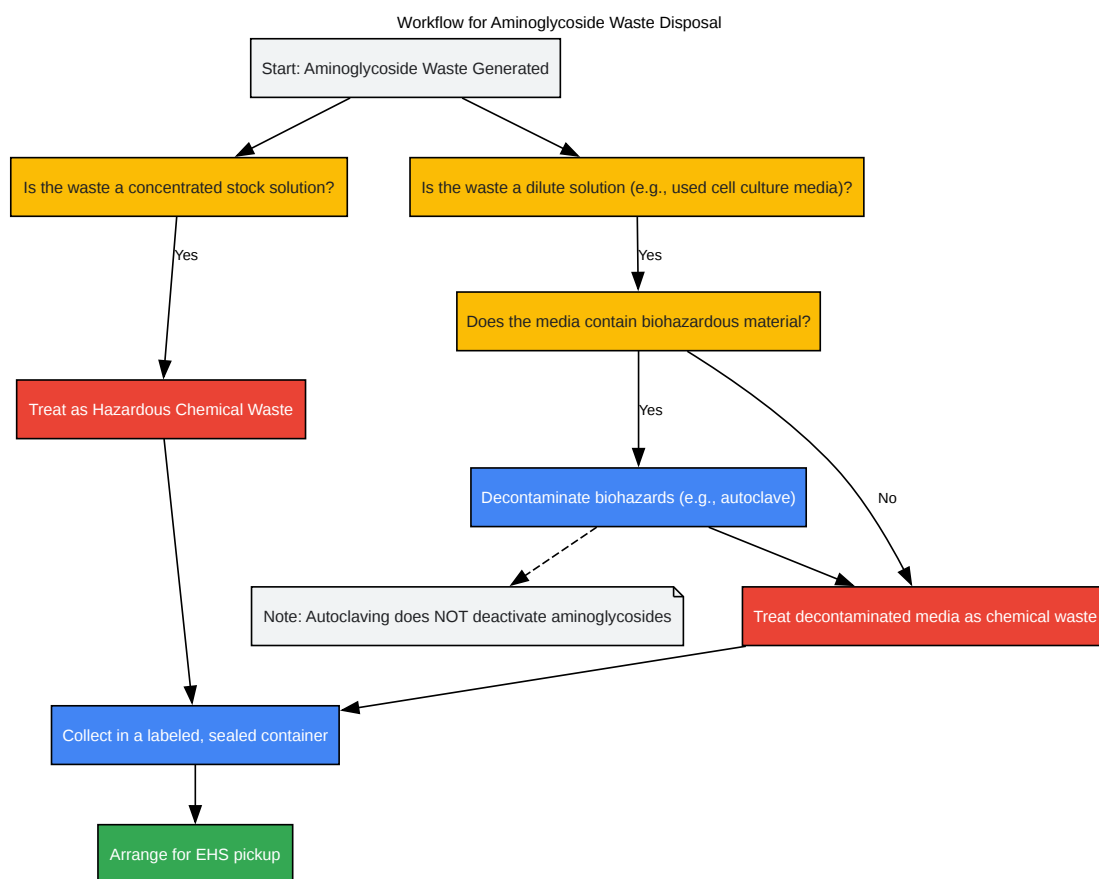 Workflow for Aminoglycoside Waste Disposal
Start: Aminoglycoside Waste Generated
Is the waste a concentrated stock solution?
Is the waste a dilute solution (e.g., used cell culture media)?
Yes
Yes
Does the media contain biohazardous material?
Treat as Hazardous Chemical Waste
Yes
Decontaminate biohazards (e.g., autoclave)
No
Note: Autoclaving does NOT deactivate aminoglycosides
Treat decontaminated media as chemical waste
Collect in a labeled, sealed container
Arrange for EHS pickup